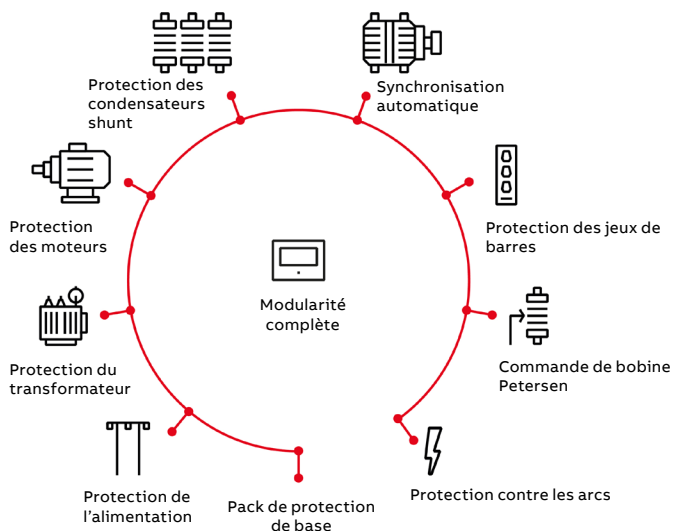 Protection des
condensateurs
shunt
Synchronisation
automatique
Protection
des moteurs
Protection des jeux de
barres
Modularité
complète
Protection du
transformateur
Commande de bobine
Petersen
Protection de
l'alimentation
Pack de protection
de base
Protection contre les arcs